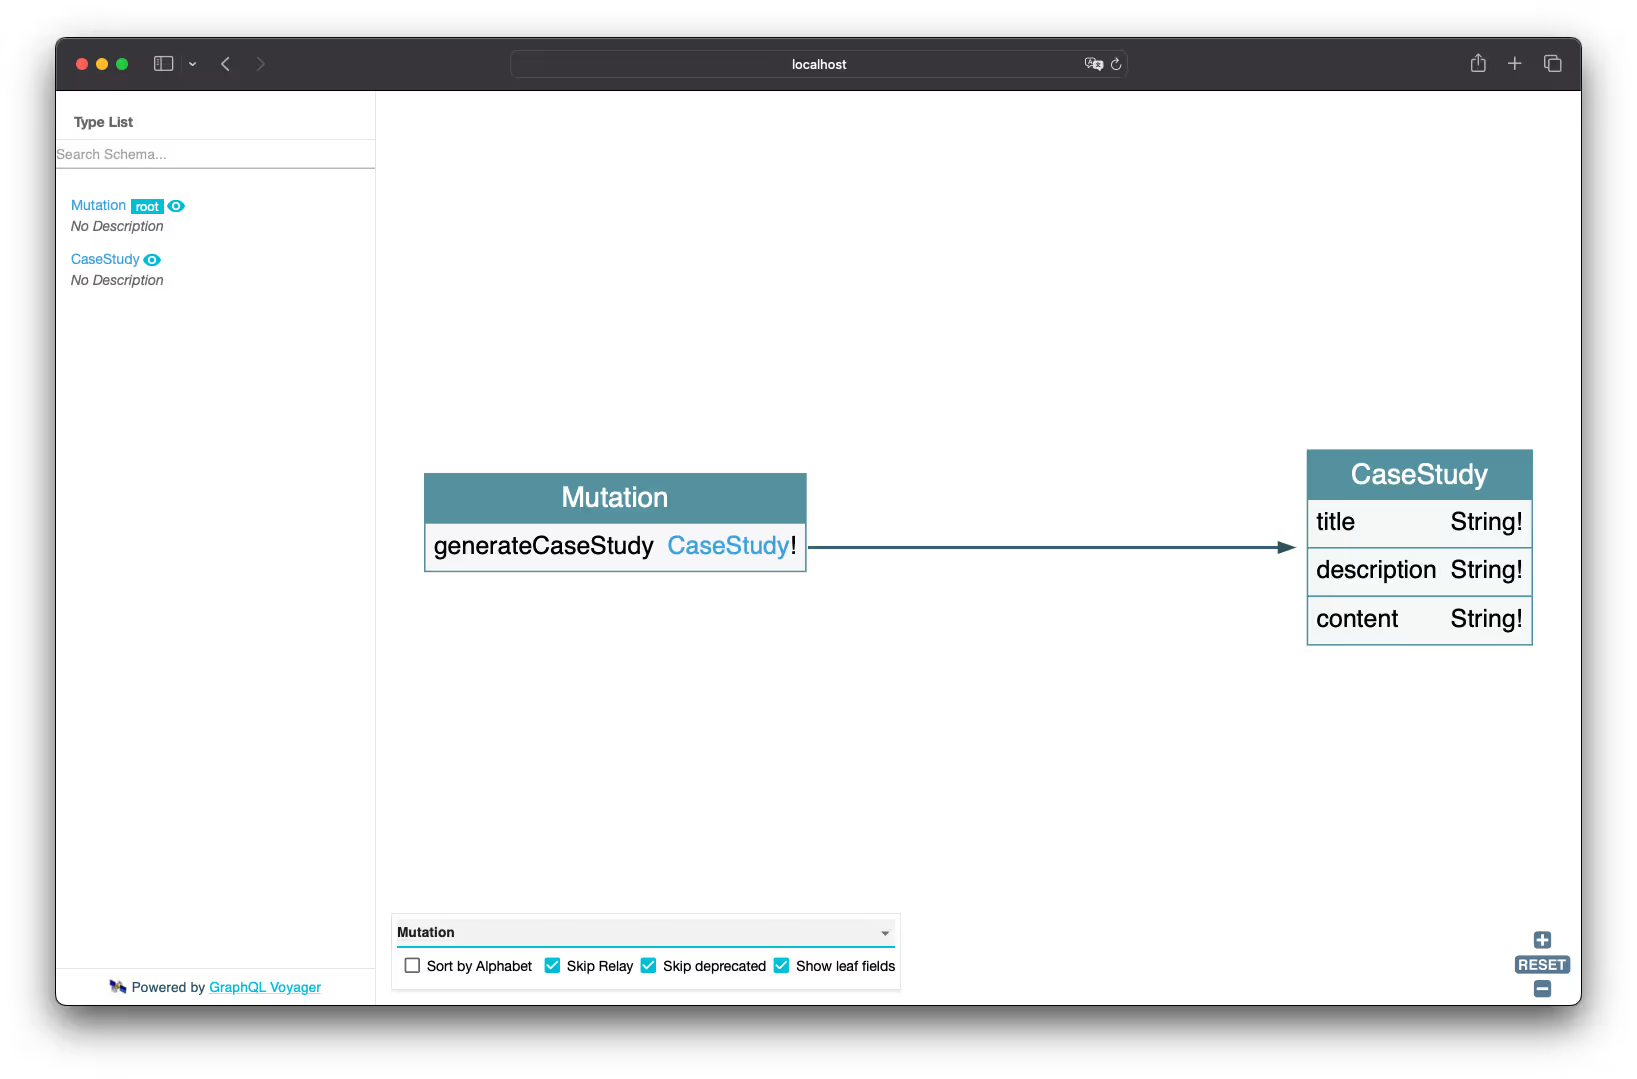 localhost
Type List
Search Schema...
Mutation root
No Description
CaseStudy
No Description
Mutation
generateCaseStudy CaseStudy!
CaseStudy
title String!
description String!
content String!
Mutation
Sort by Alphabet Skip Relay Skip deprecated Show leaf fields
RESET
Powered by GraphQL Voyager